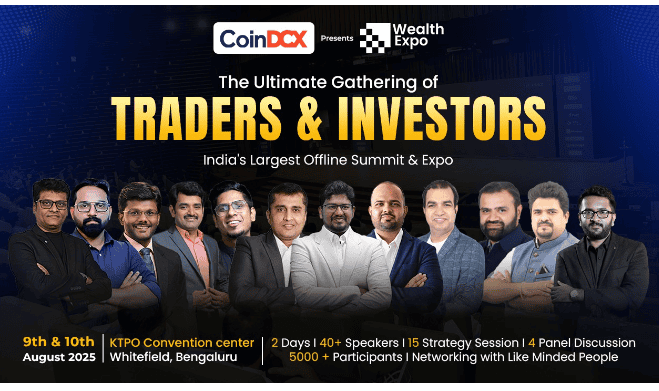 CoinDCX Presents Wealth Expo
The Ultimate Gathering of
TRADERS & INVESTORS
India's Largest Offline Summit & Expo
9th & 10th
August 2025
KTPO Convention center
Whitefield, Bengaluru
2 Days I 40+ Speakers I 15 Strategy Session I 4 Panel Discussion
5000 + Participants I Networking with Like Minded People